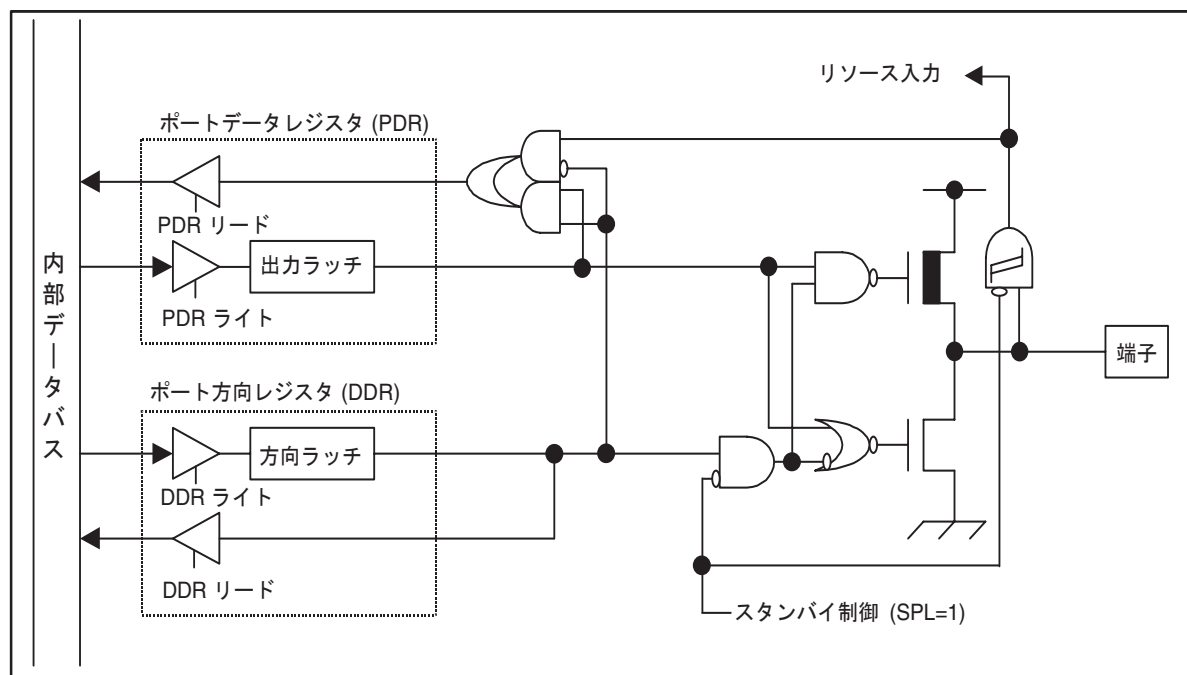 リソース入力
ポートデータレジスタ (PDR)
PDR リード
出力ラッチ
PDR ライト
内部データバス
端子
ポート方向レジスタ (DDR)
方向ラッチ
DDR ライト
DDR リード
スタンバイ制御 (SPL=1)